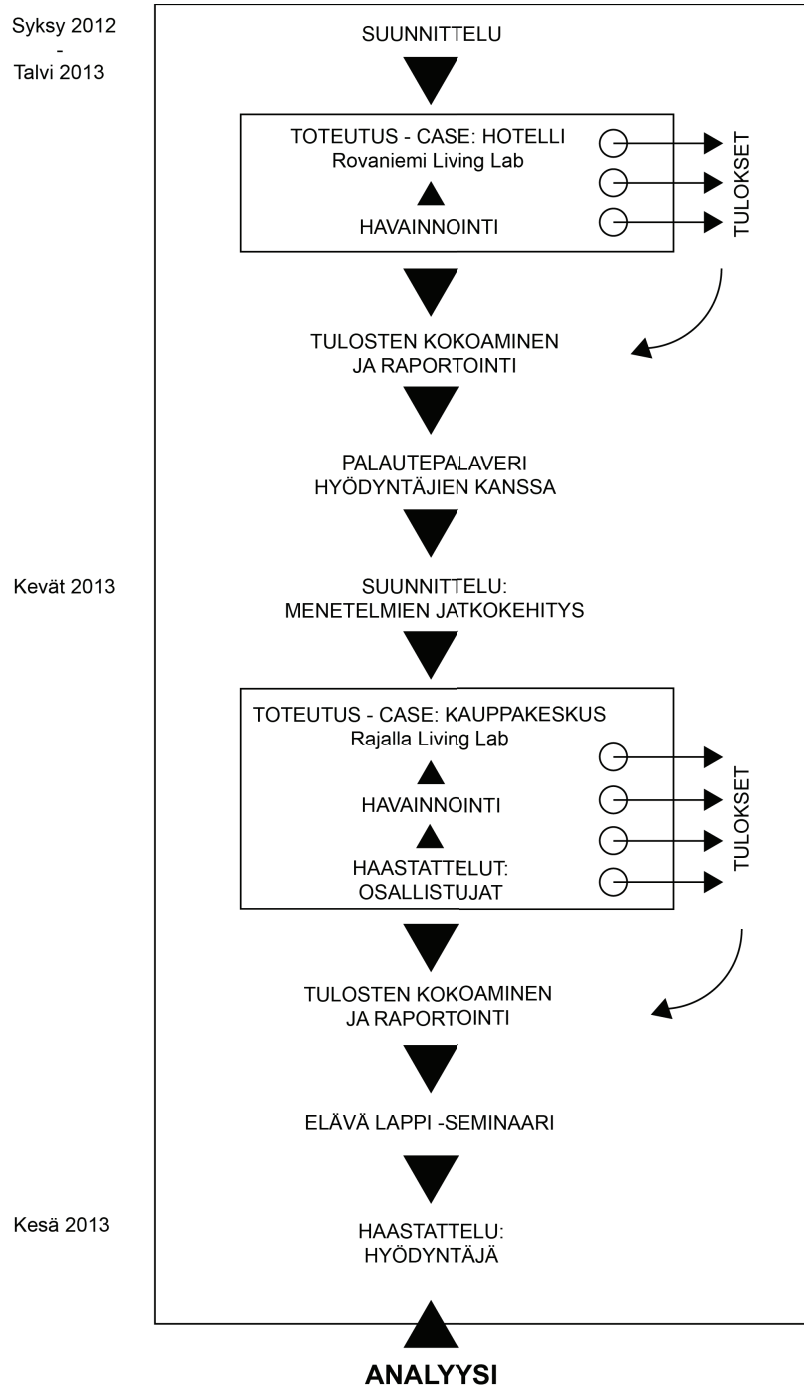 Syksy 2012
-
Talvi 2013
SUUNNITTELU
TOTEUTUS - CASE: HOTELLI
Rovaniemi Living Lab
HAVAINNOINTI
TULOKSET
TULOSTEN KOKOAMINEN
JA RAPORTOINTI
PALAUTEPALAVERI
HYÖDYNTÄJIEN KANSSA
Kevät 2013
SUUNNITTELU:
MENETELMIEN JATKOKEHITYS
TOTEUTUS - CASE: KAUPPAKESKUS
Rajalla Living Lab
HAVAINNOINTI
HAASTATTELUT:
OSALLISTUJAT
TULOKSET
TULOSTEN KOKOAMINEN
JA RAPORTOINTI
ELÄVÄ LAPPI -SEMINAARI
Kesä 2013
HAASTATTELU:
HYÖDYNTÄJÄ
ANALYYSI